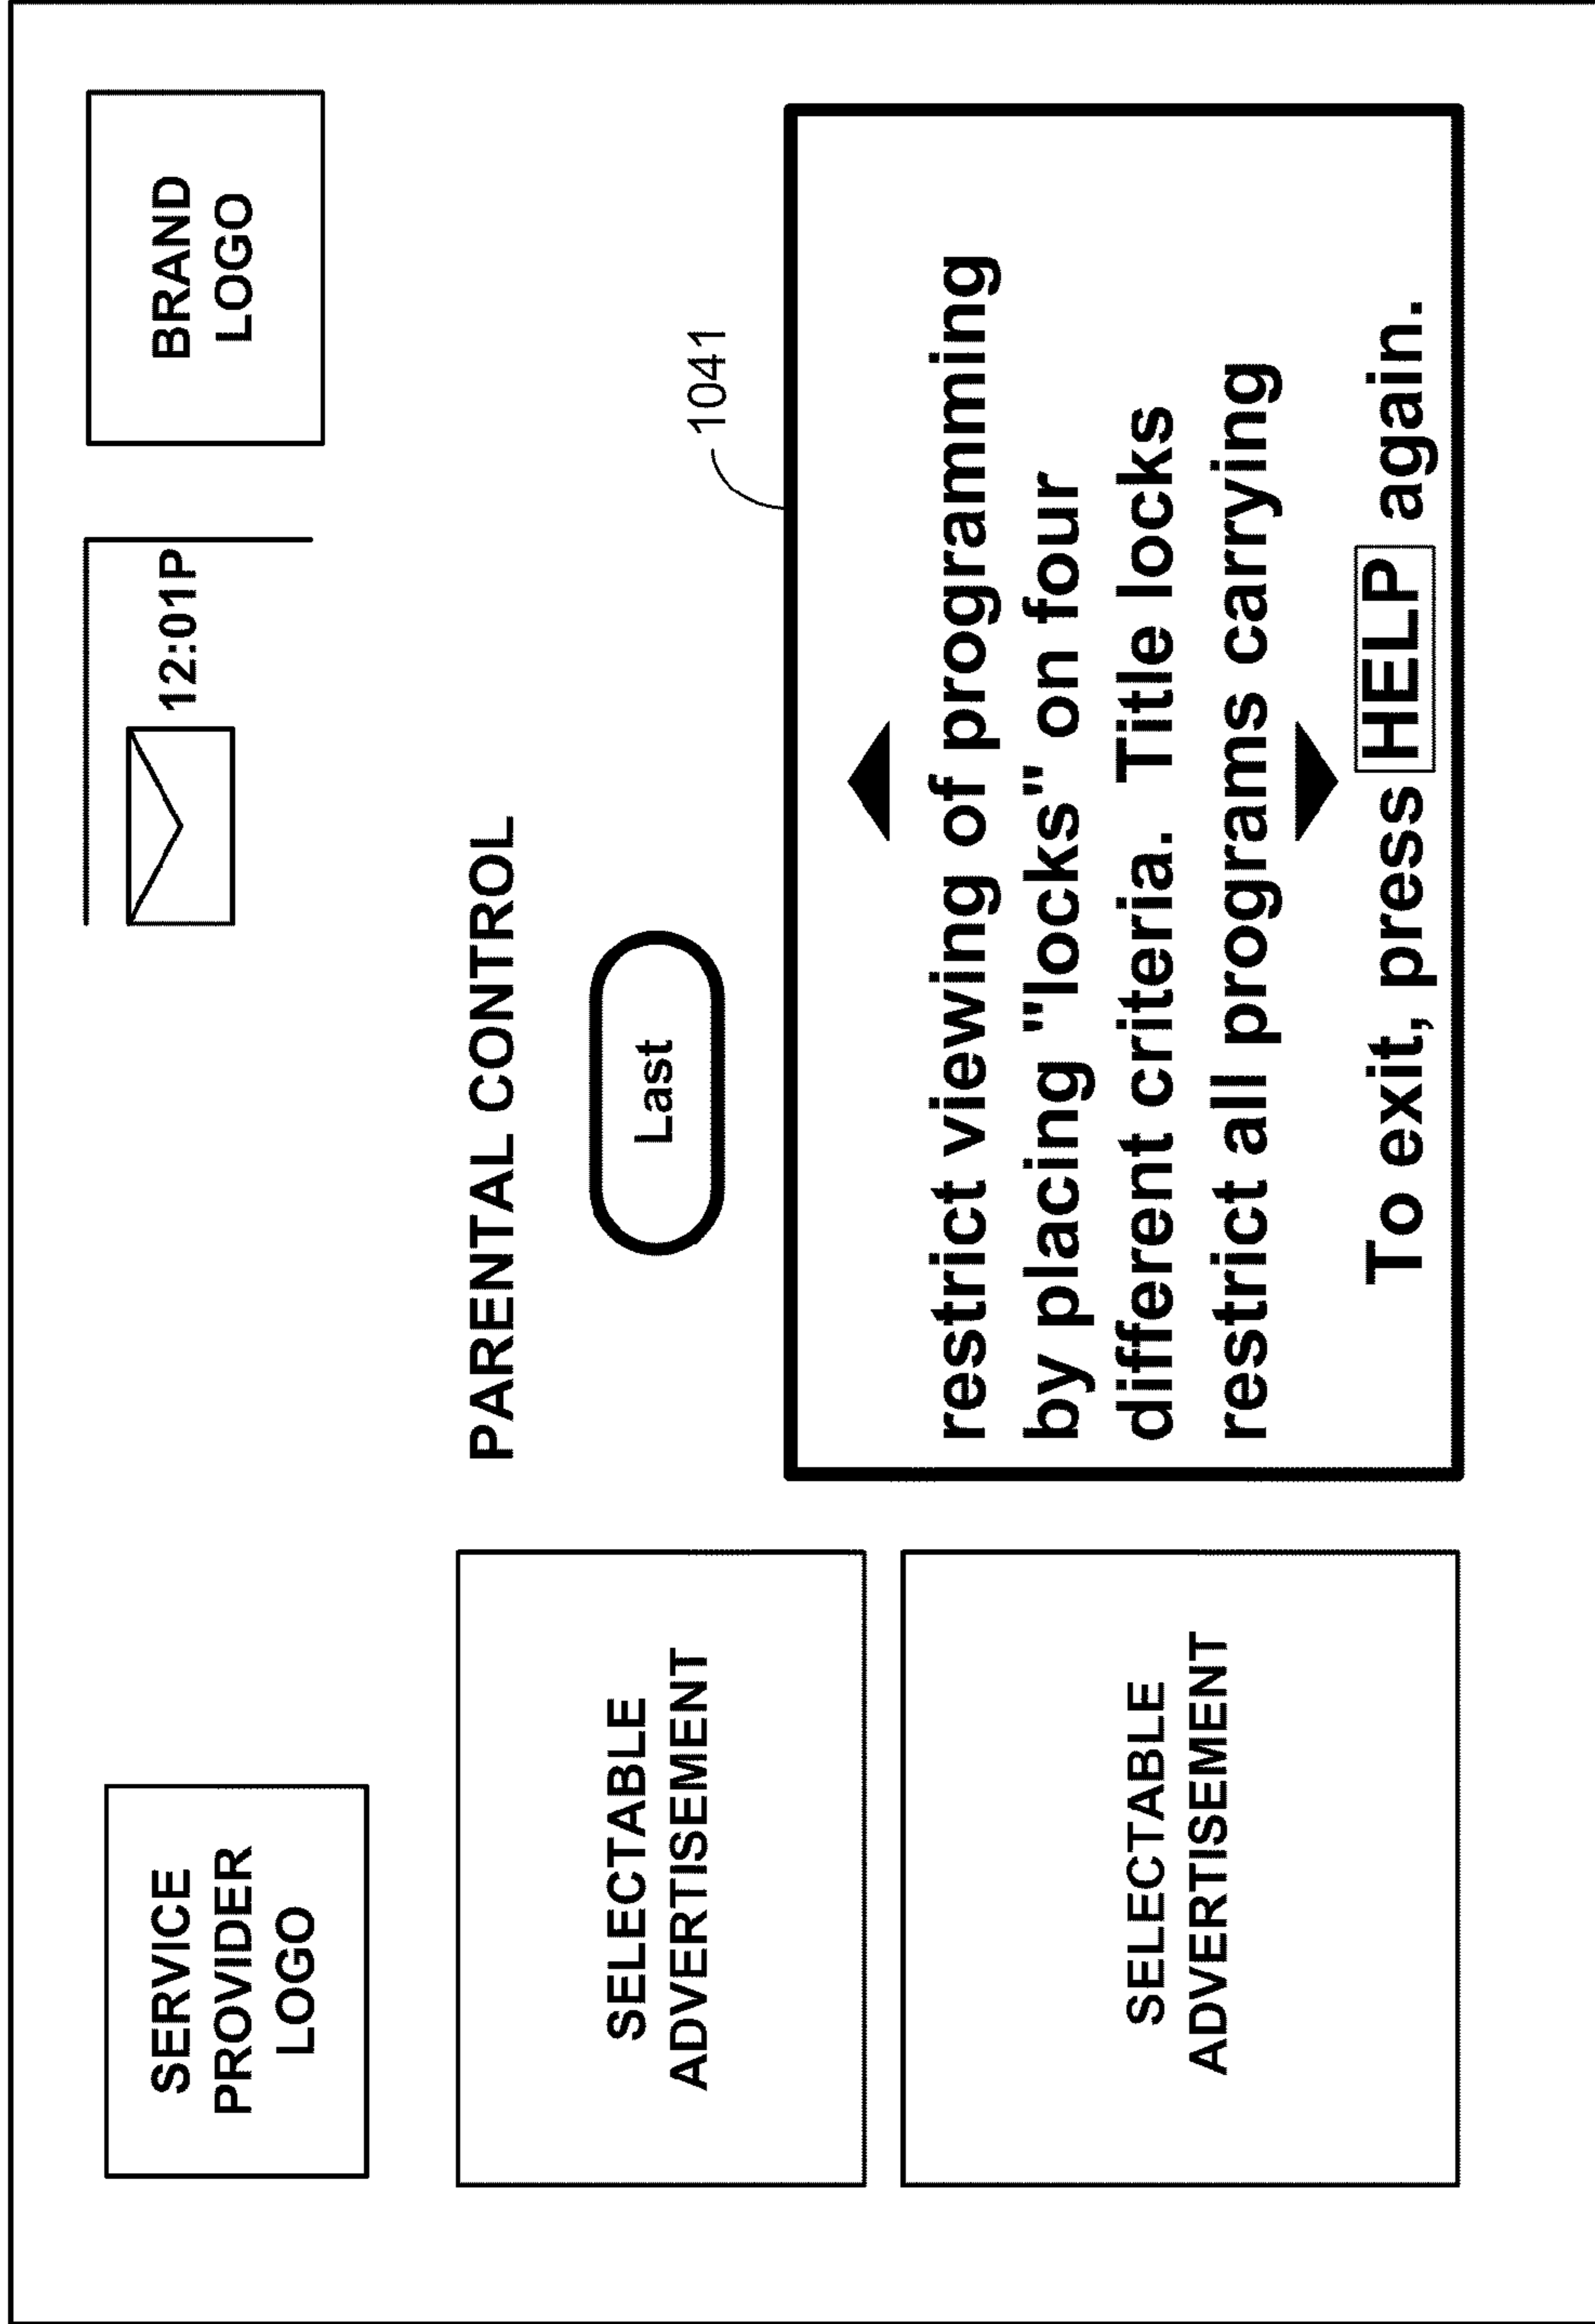 SERVICE
PROVIDER
LOGO
12:01P
BRAND
LOGO
PARENTAL CONTROL
Last
1041
SELECTABLE
ADVERTISEMENT
SELECTABLE
ADVERTISEMENT
restrict viewing of programming
by placing "locks" on four
different criteria.  Title locks
restrict all programs carrying
To exit, press HELP again.